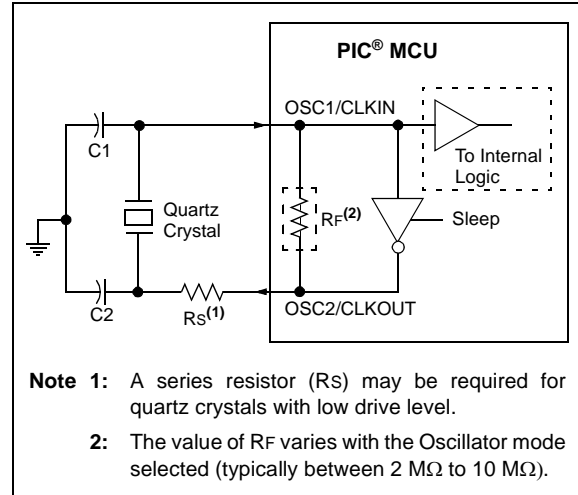 PIC® MCU
OSC1/CLKIN
C1
To Internal
Logic
Quartz
Crystal
RF(2)
Sleep
C2
RS(1)
OSC2/CLKOUT
Note 1: A series resistor (RS) may be required for
quartz crystals with low drive level.
2: The value of RF varies with the Oscillator mode
selected (typically between 2 MΩ to 10 MΩ).